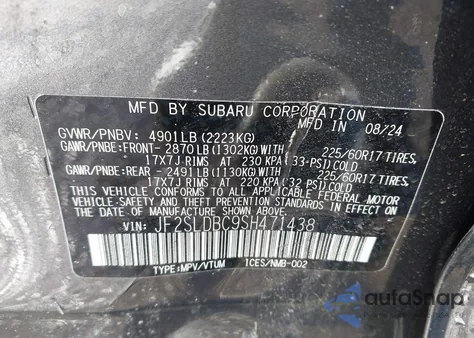 MFD BY SUBARU CORPORATION
MFD IN 08/24
GVWR/PNBV: 4901LB (2223KG)
GAWR/PNBE:FRONT- 2870LB(1302KG)WITH 225/60R17 TIRES,
17X7J RIMS AT 230 KPA (33-PSI) COLD
GAWR/PNBE:REAR - 2491LB(1130KG)WITH 225/60R17 TIRES,
17X7J RIMS AT 220 KPA (32 PSI) COLD
THIS VEHICLE CONFORMS TO ALL APPLICABLE FEDERAL MOTOR
VEHICLE SAFETY AND THEFT PREVENTION STANDARDS IN EFFECT
ON THE DATE OF MANUFACTURE SHOWN ABOVE.
VIN: JF2SLDBC9SH471438
TYPE:MPV/VTUM ICES/NMB-002
autoSnap